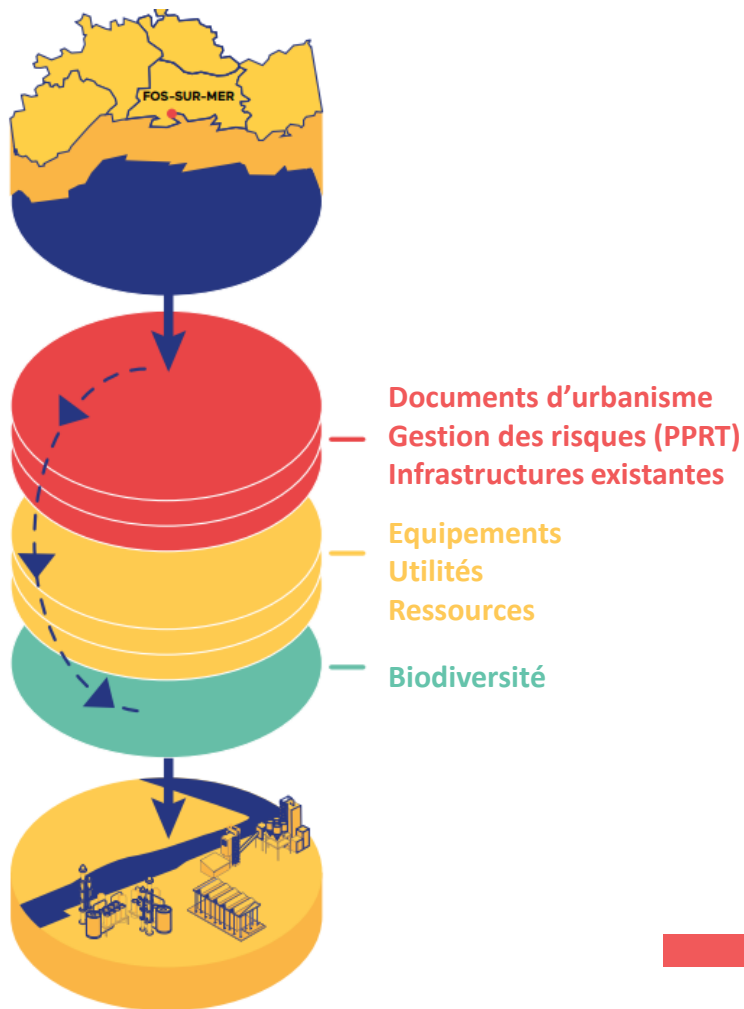 FOS-SUR-MER
Documents d’urbanisme
Gestion des risques (PPRT)
Infrastructures existantes
Equipements
Utilités
Ressources
Biodiversité